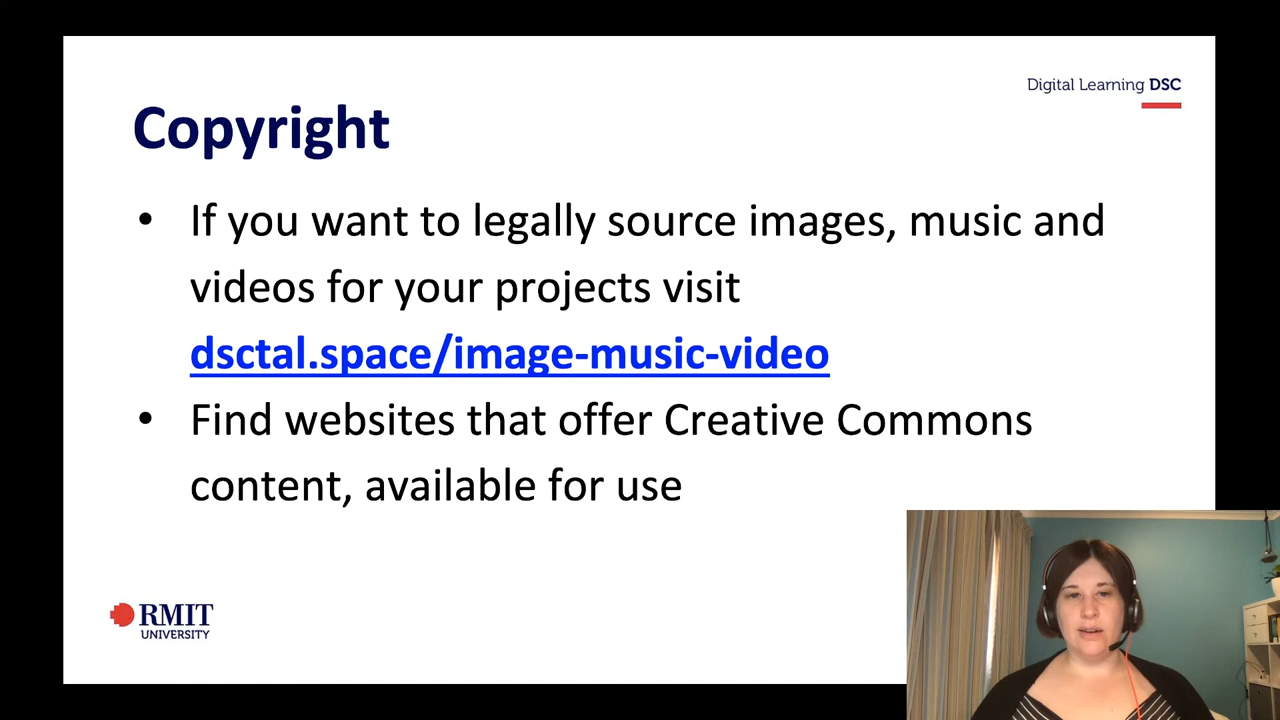 Digital Learning DSC
Copyright
• If you want to legally source images, music and
videos for your projects visit
dsctal.space/image-music-video
• Find websites that offer Creative Commons
content, available for use
RMIT
UNIVERSITY